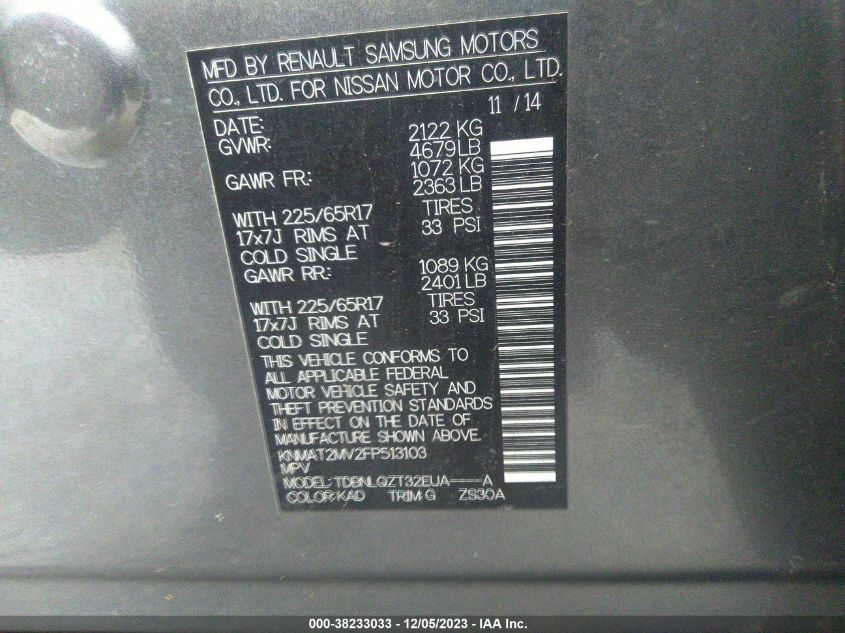 MFD BY RENAULT SAMSUNG MOTORS
CO., LTD. FOR NISSAN MOTOR CO., LTD.
DATE: 11 / 14
GVWR: 2122 KG
4679 LB
GAWR FR.: 1072 KG
2363 LB
WITH 225/65R17 TIRES
17x7J RIMS AT 33 PSI
COLD SINGLE
GAWR RR.: 1089 KG
2401 LB
WITH 225/65R17 TIRES
17x7J RIMS AT 33 PSI
COLD SINGLE
THIS VEHICLE CONFORMS TO
ALL APPLICABLE FEDERAL
MOTOR VEHICLE SAFETY AND
THEFT PREVENTION STANDARDS
IN EFFECT ON THE DATE OF
MANUFACTURE SHOWN ABOVE.
KNMAT2MV2FP513103
MPV
MODEL: TDBNLQZT32EUA----A
COLOR: KAD TRIM: G ZS30A
000-38233033 - 12/05/2023 - IAA Inc.